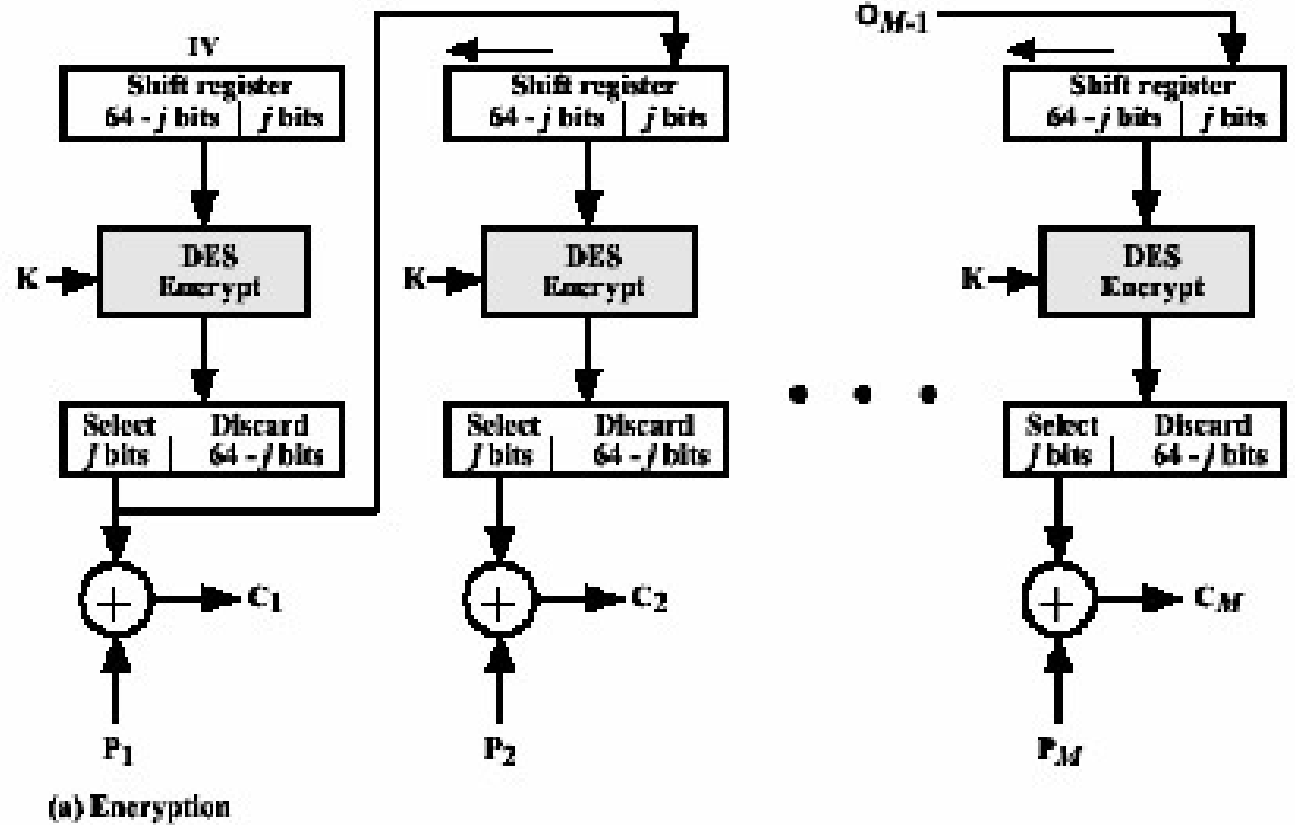 IV
O_M-1
Shift register
64 - j bits | j bits
Shift register
64 - j bits | j bits
Shift register
64 - j bits | j bits
K
DES
Encrypt
K
DES
Encrypt
K
DES
Encrypt
Select Discard
j bits | 64 - j bits
Select Discard
j bits | 64 - j bits
• • •
Select Discard
j bits | 64 - j bits
C1
C2
CM
P1
P2
PM
(a) Encryption